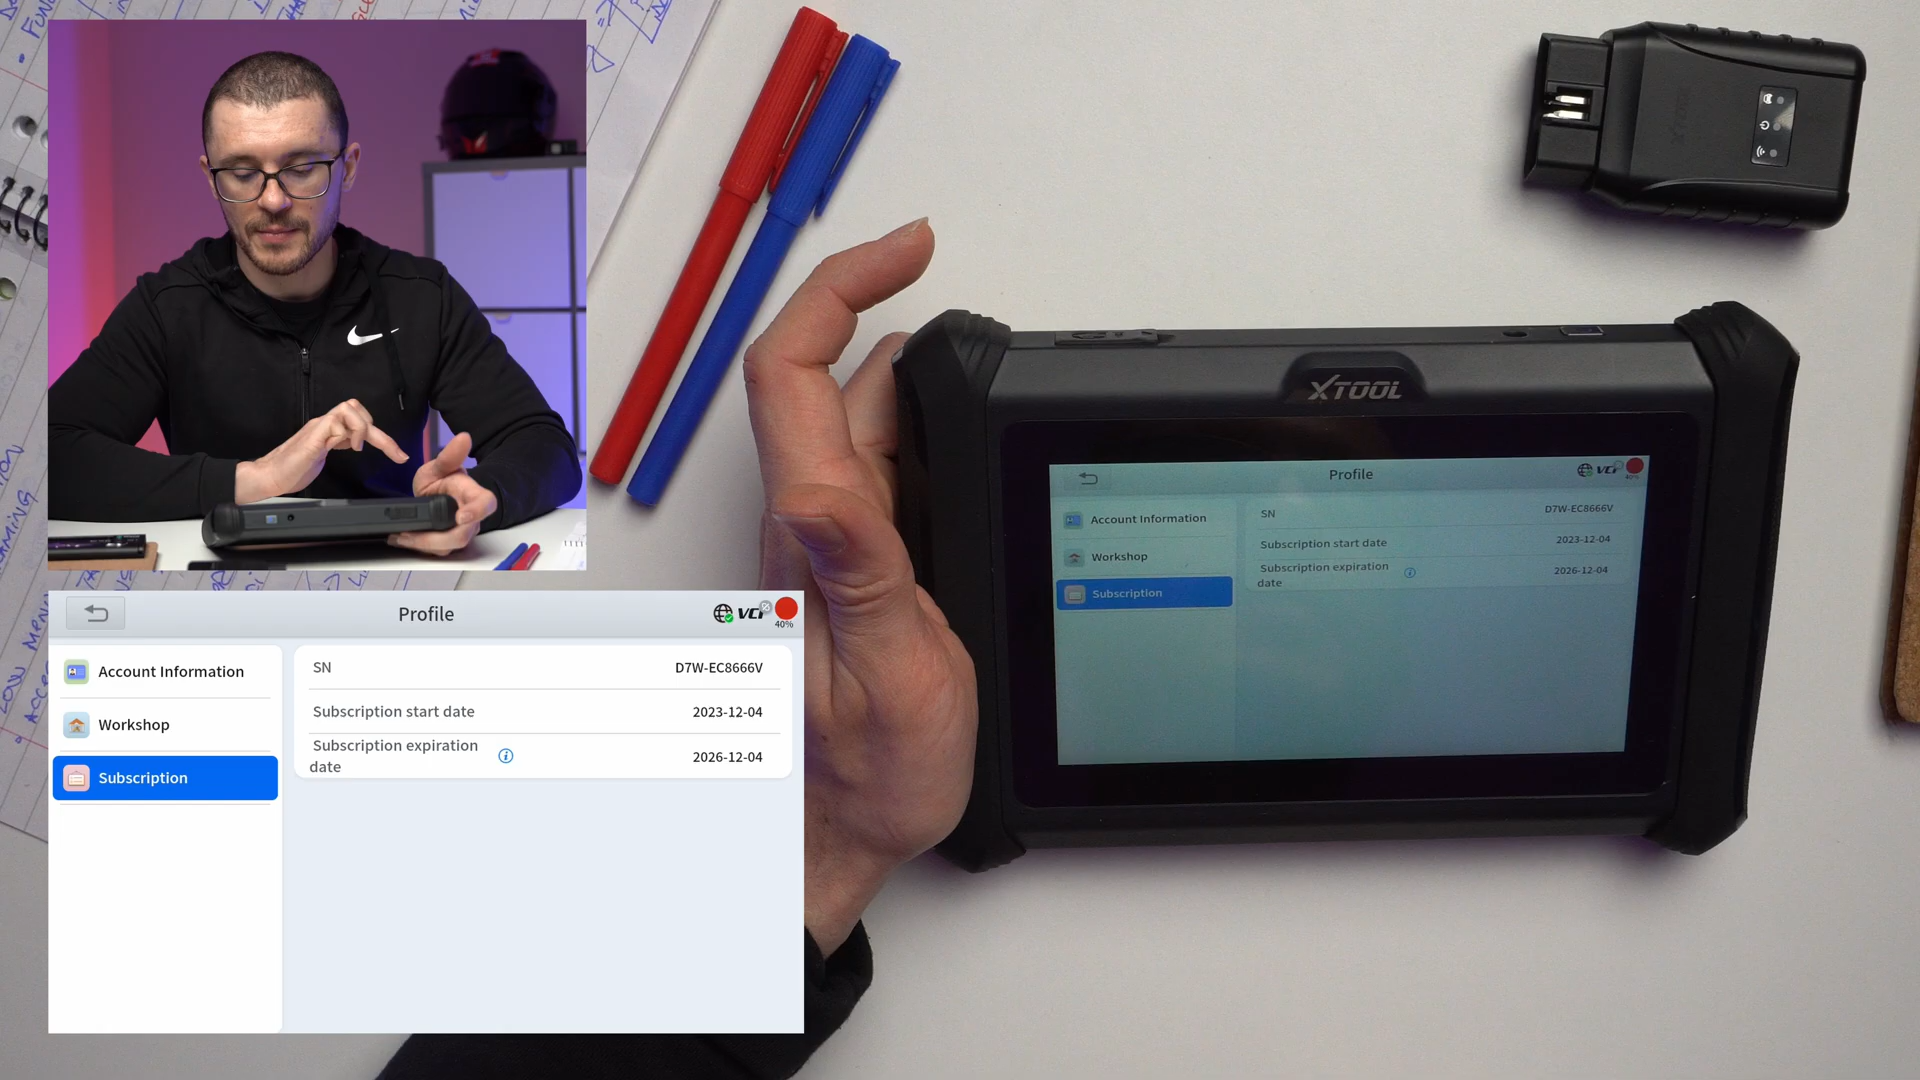 XTOOL
Profile
VCI
40%
Account Information
Workshop
Subscription
SN
D7W-EC8666V
Subscription start date
2023-12-04
Subscription expiration
date
2026-12-04
Profile
VCI
40%
Account Information
Workshop
Subscription
SN
D7W-EC8666V
Subscription start date
2023-12-04
Subscription expiration
date
2026-12-04